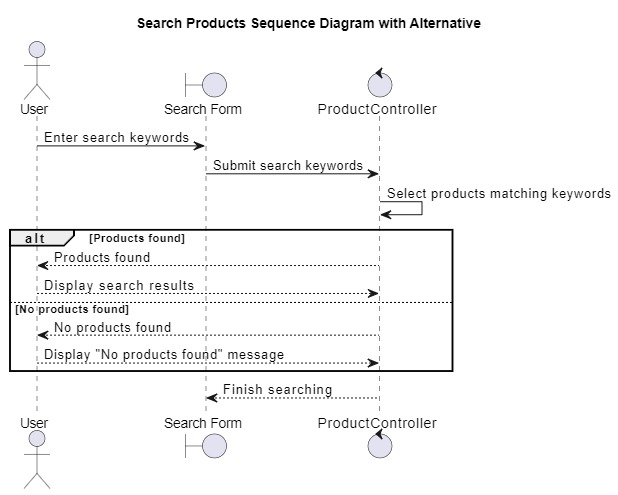 Search Products Sequence Diagram with Alternative
User
Search Form
ProductController
Enter search keywords
Submit search keywords
Select products matching keywords
alt
[Products found]
Products found
Display search results
[No products found]
No products found
Display "No products found" message
Finish searching
User
Search Form
ProductController